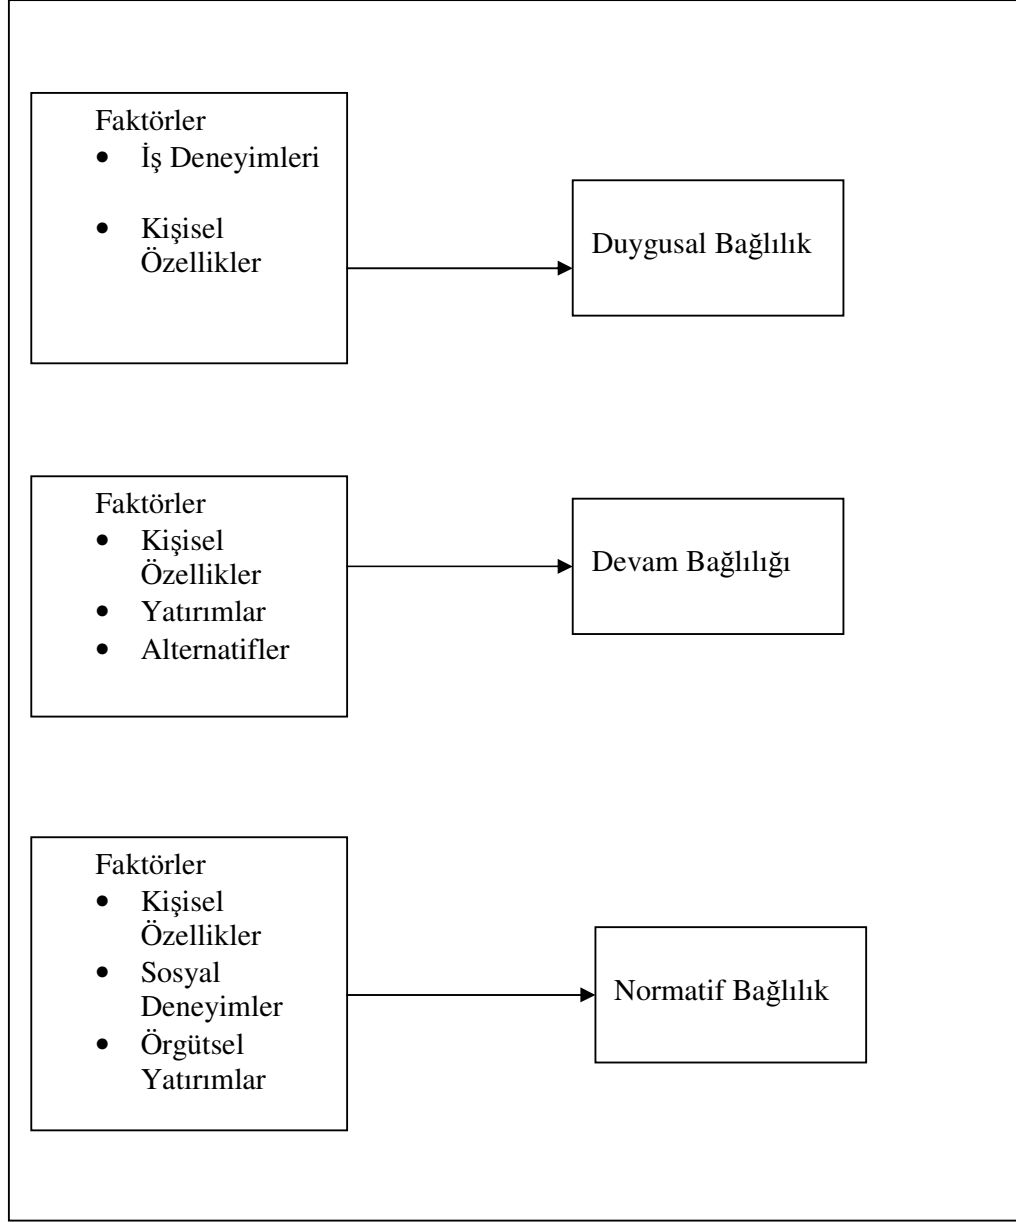 Faktörler
• İş Deneyimleri
• Kişisel
Özellikler
Duygusal Bağlılık
Faktörler
• Kişisel
Özellikler
• Yatırımlar
• Alternatifler
Devam Bağlılığı
Faktörler
• Kişisel
Özellikler
• Sosyal
Deneyimler
• Örgütsel
Yatırımlar
Normatif Bağlılık